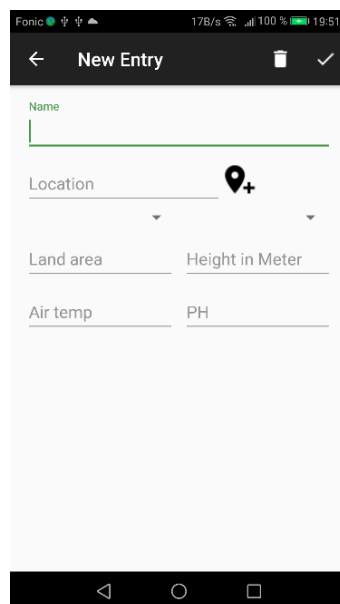 Fonic 17B/s 100 % 19:51
New Entry
Name
Location
Land area Height in Meter
Air temp PH